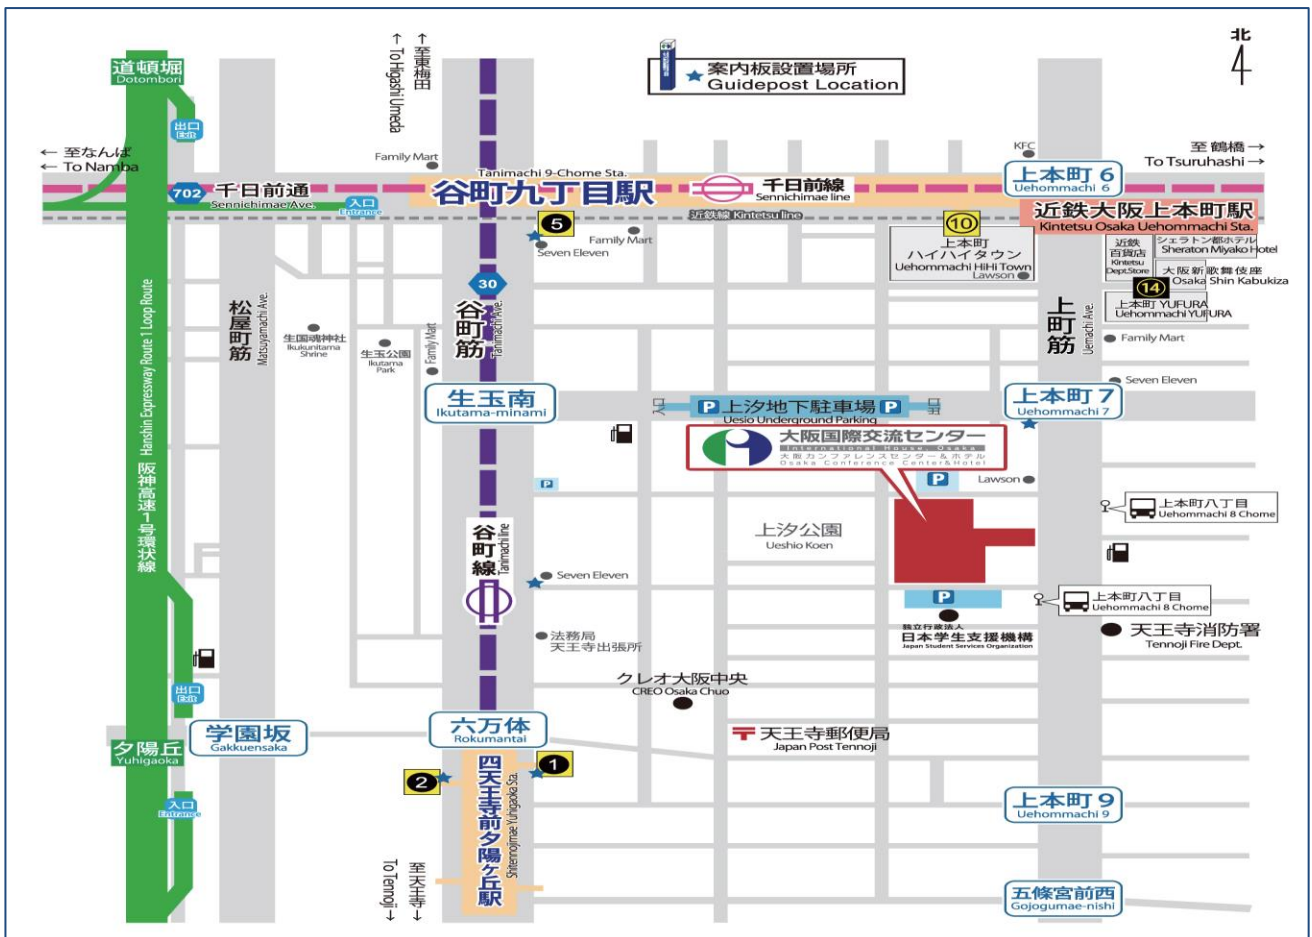 北
案内板設置場所
Guidepost Location
道頓堀
Dotombori
出口
Exit
←至東梅田
←To Higashi Umeda
← 至なんば
← To Namba
702
千日前通
Sennichimae Ave.
入口
Entrance
Family Mart
Tanimachi 9-Chome Sta.
谷町九丁目駅
千日前線
Sennichimae line
KFC
上本町 6
Uehommachi 6
至 鶴橋→
To Tsuruhashi→
近鉄線 Kintetsu line
近鉄大阪上本町駅
Kintetsu Osaka Uehommachi Sta.
5
Seven Eleven
Family Mart
10
上本町
ハイハイタウン
Uehommachi HiHi Town
Lawson
近鉄
百貨店
Kintetsu
Dept.Store
シェラトン都ホテル
Sheraton Miyako Hotel
大阪新歌舞伎座
Osaka Shin Kabukiza
14
上本町 YUFURA
Uehommachi YUFURA
30
谷町筋
Tanimachi Ave.
松屋町筋
Matsuyamachi Ave.
上町筋
Uemachi Ave.
阪神高速1号環状線
Hanshin Expressway Route 1 Loop Route
生国魂神社
Ikukunitama
Shrine
生玉公園
Ikutama
Park
Family Mart
Family Mart
Seven Eleven
生玉南
Ikutama-minami
入口
P
上汐地下駐車場
P
Uesio Underground Parking
出口
上本町 7
Uehommachi 7
大阪国際交流センター
International House, Osaka
大阪カンファレンスセンター&ホテル
Osaka Conference Center&Hotel
P
P
Lawson
上本町八丁目
Uehommachi 8 Chome
谷町線
Tanimachi line
上汐公園
Ueshio Koen
Seven Eleven
P
上本町八丁目
Uehommachi 8 Chome
独立行政法人
日本学生支援機構
Japan Student Services Organization
天王寺消防署
Tennoji Fire Dept.
法務局
天王寺出張所
クレオ大阪中央
CREO Osaka Chuo
出口
Exit
学園坂
Gakkuensaka
六万体
Rokumantai
天王寺郵便局
Japan Post Tennoji
夕陽丘
Yuhigaoka
2
1
四天王寺前夕陽ヶ丘駅
Shitennojimae Yuhigaoka Sta.
入口
Entrance
上本町 9
Uehommachi 9
至天王寺→
To Tennoji→
五條宮前西
Gojogumae-nishi